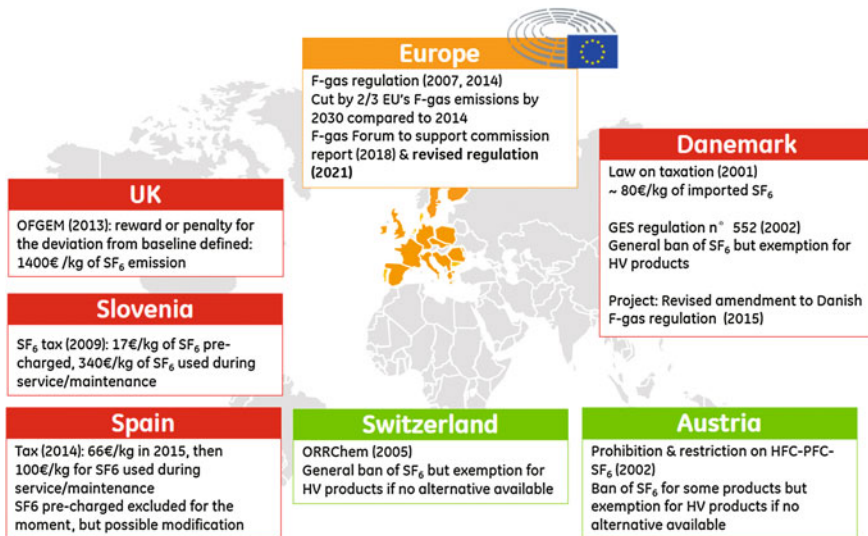 Europe
F-gas regulation (2007, 2014)
Cut by 2/3 EU's F-gas emissions by
2030 compared to 2014
F-gas Forum to support commission
report (2018) & revised regulation
(2021)
Danemark
Law on taxation (2001)
~ 80€/kg of imported SF₆
GES regulation n° 552 (2002)
General ban of SF₆ but exemption for
HV products
Project: Revised amendment to Danish
F-gas regulation (2015)
UK
OFGEM (2013): reward or penalty for
the deviation from baseline defined:
1400€ /kg of SF₆ emission
Slovenia
SF₆ tax (2009): 17€/kg of SF₆ pre-
charged, 340€/kg of SF₆ used during
service/maintenance
Spain
Tax (2014): 66€/kg in 2015, then
100€/kg for SF6 used during
service/maintenance
SF6 pre-charged excluded for the
moment, but possible modification
Switzerland
ORRChem (2005)
General ban of SF₆ but exemption for
HV products if no alternative available
Austria
Prohibition & restriction on HFC-PFC-
SF₆ (2002)
Ban of SF₆ for some products but
exemption for HV products if no
alternative available